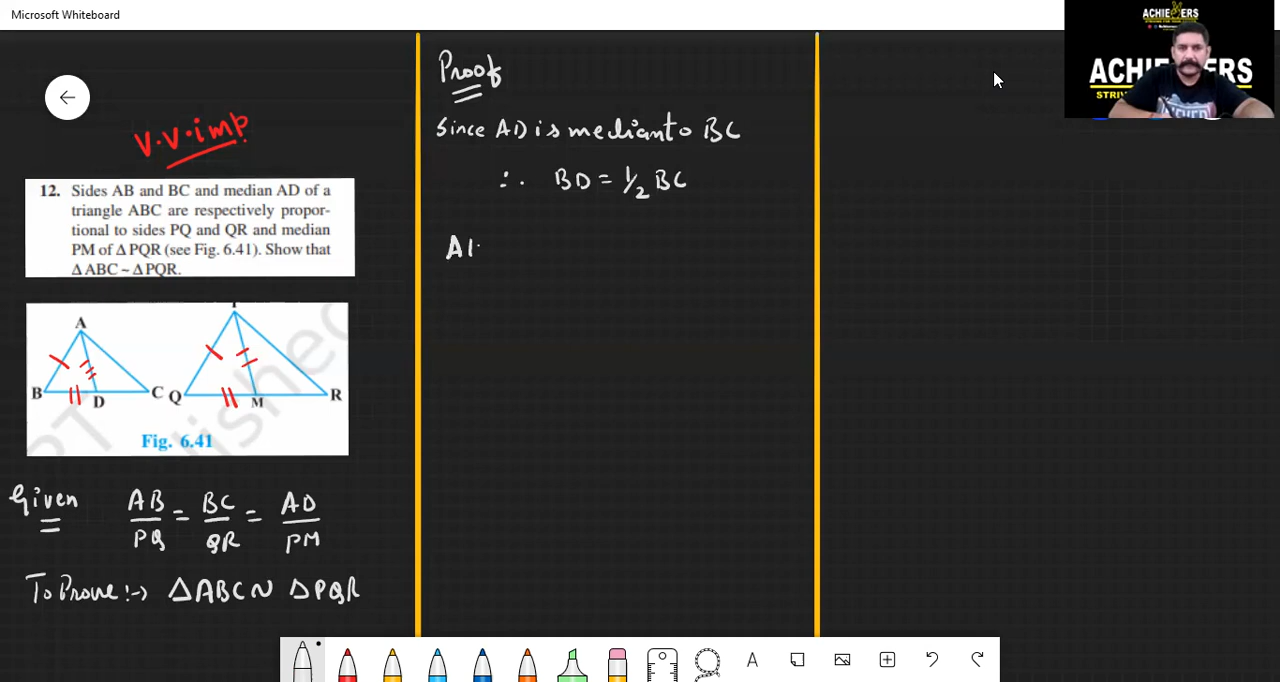 Microsoft Whiteboard
ACHIEVERS
ACHIE ERS
V.V.imp
12. Sides AB and BC and median AD of a
triangle ABC are respectively propor-
tional to sides PQ and QR and median
PM of Δ PQR (see Fig. 6.41). Show that
Δ ABC ~ Δ PQR.
A
B D C Q M R
Fig. 6.41
Given AB/PQ = BC/QR = AD/PM
To Prove :-> ΔABC ~ ΔPQR
Proof
Since AD is median to BC
∴ BD = 1/2 BC
A
A